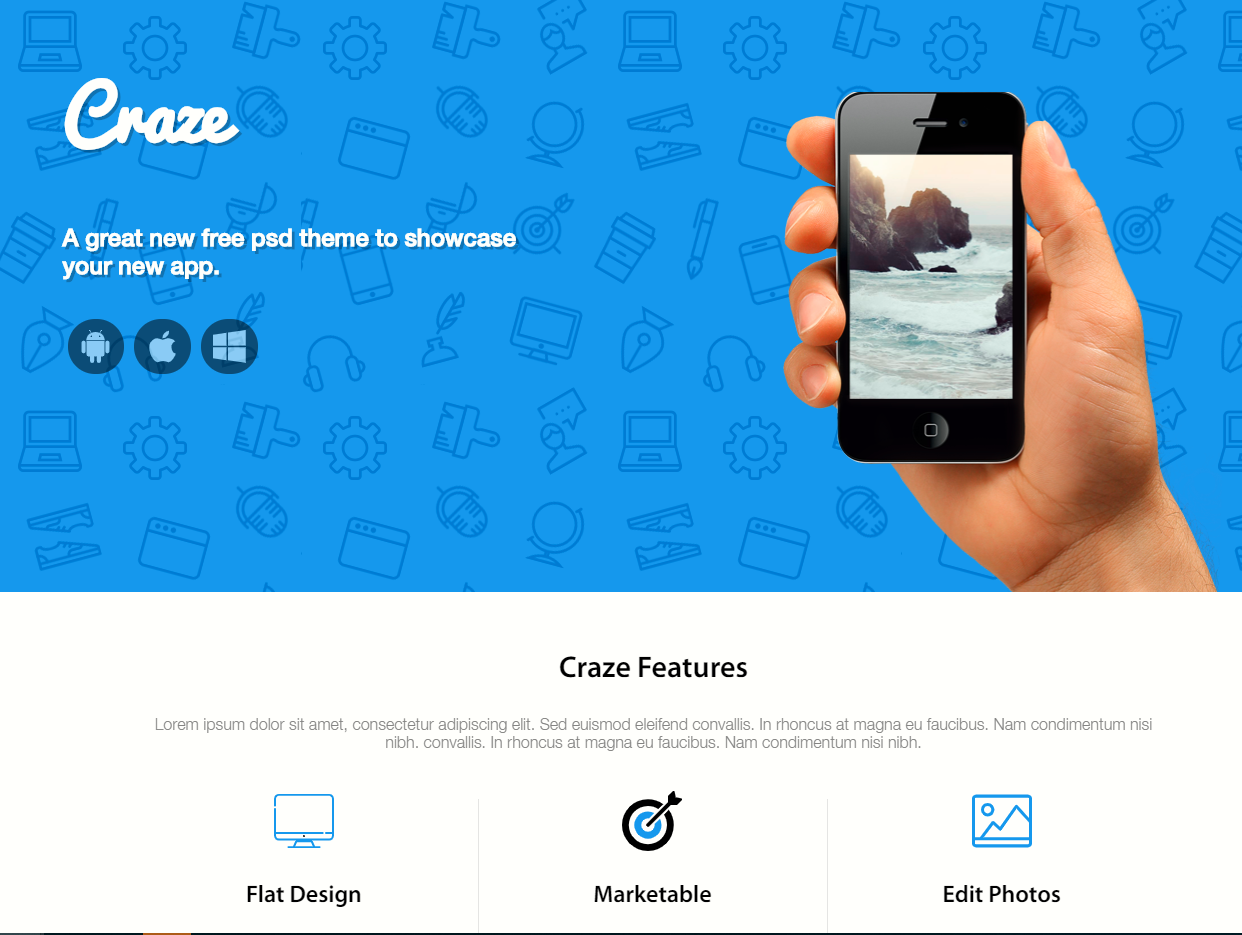 Craze
A great new free psd theme to showcase
your new app.
Craze Features
Lorem ipsum dolor sit amet, consectetur adipiscing elit. Sed euismod eleifend convallis. In rhoncus at magna eu faucibus. Nam condimentum nisi
nibh. convallis. In rhoncus at magna eu faucibus. Nam condimentum nisi nibh.
Flat Design
Marketable
Edit Photos